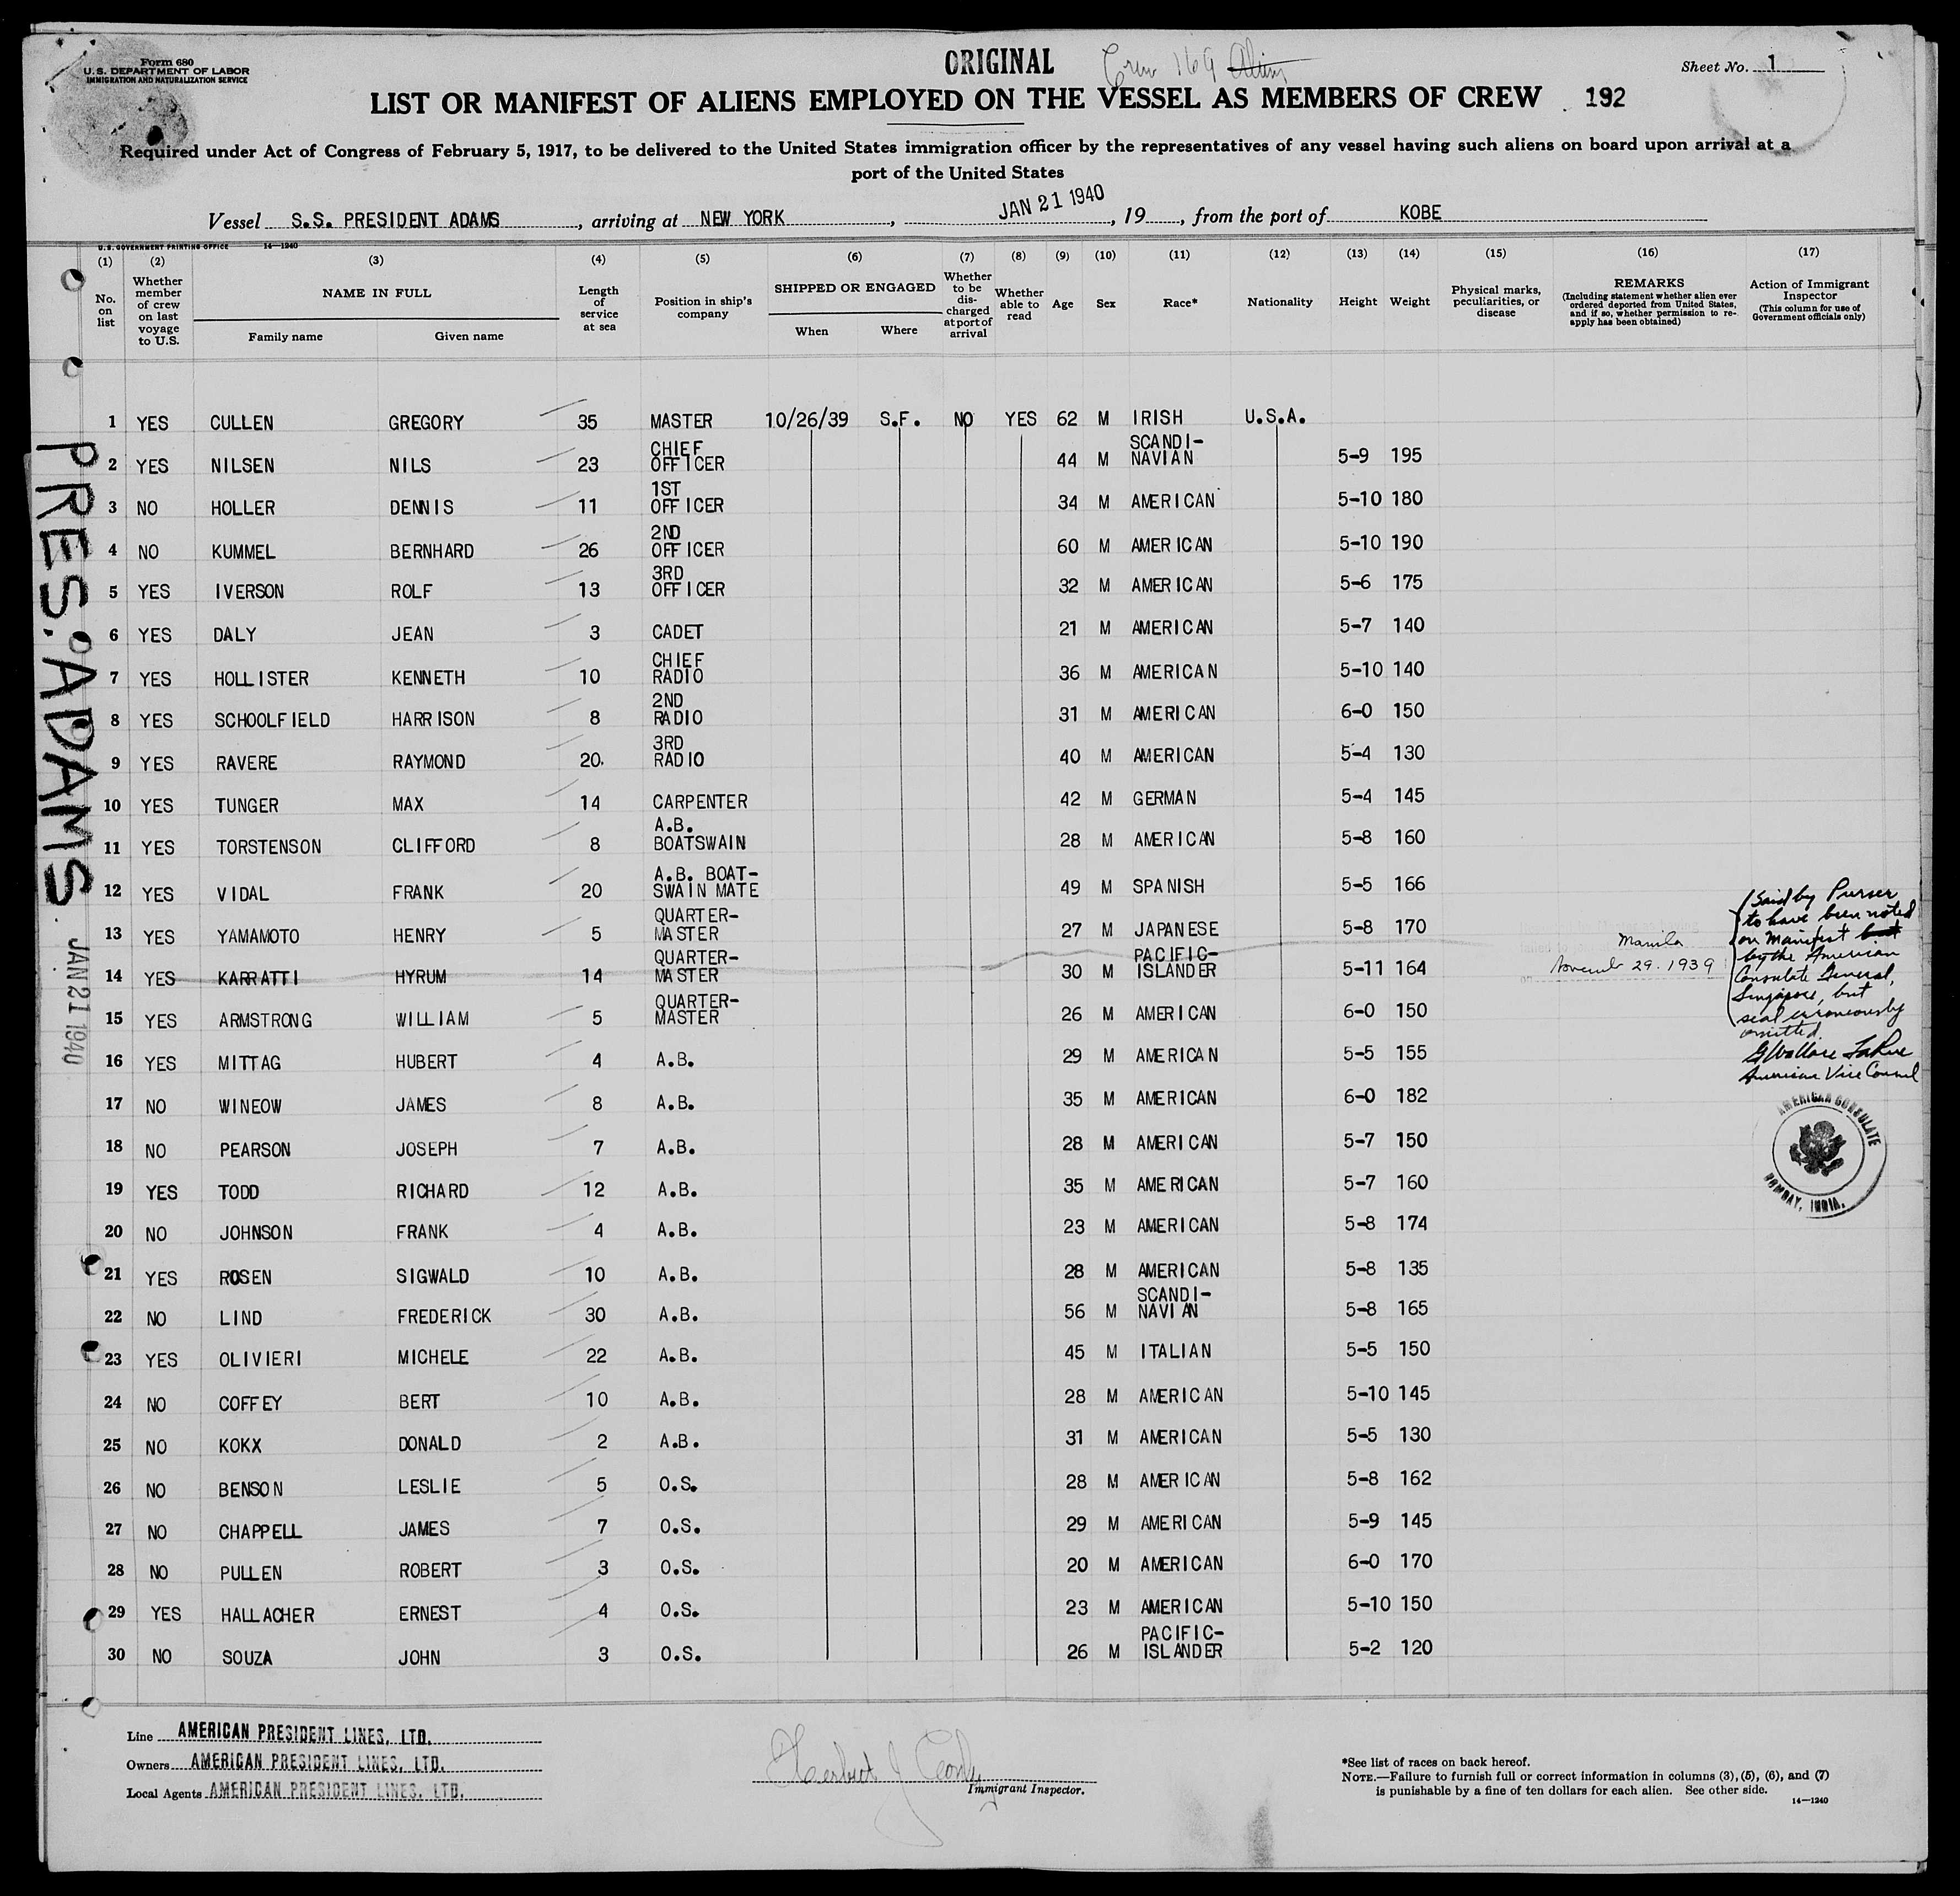 Form 680
U.S. DEPARTMENT OF LABOR
IMMIGRATION AND NATURALIZATION SERVICE
ORIGINAL Crew 169 Aliens
Sheet No. 1
LIST OR MANIFEST OF ALIENS EMPLOYED ON THE VESSEL AS MEMBERS OF CREW 192
Required under Act of Congress of February 5, 1917, to be delivered to the United States immigration officer by the representatives of any vessel having such aliens on board upon arrival at a
port of the United States
Vessel S.S. PRESIDENT ADAMS, arriving at NEW YORK, JAN 21 1940, 19, from the port of KOBE
U.S. GOVERNMENT PRINTING OFFICE 14—1240
(1) (2) (3) (4) (5) (6) (7) (8) (9) (10) (11) (12) (13) (14) (15) (16) (17)
No. on list
Whether member of crew on last voyage to U.S.
NAME IN FULL
Family name
Given name
Length of service at sea
Position in ship's company
SHIPPED OR ENGAGED
When
Where
Whether to be discharged at port of arrival
Whether able to read
Age
Sex
Race*
Nationality
Height
Weight
Physical marks, peculiarities, or disease
REMARKS
(Including statement whether alien ever ordered deported from United States, and if so, whether permission to re-apply has been obtained)
Action of Immigrant Inspector
(This column for use of Government officials only)
1 YES CULLEN GREGORY 35 MASTER 10/26/39 S.F. NO YES 62 M IRISH U.S.A.
2 YES NILSEN NILS 23 CHIEF OFFICER 44 M SCANDI-NAVIAN 5-9 195
3 NO HOLLER DENNIS 11 1ST OFFICER 34 M AMERICAN 5-10 180
4 NO KUMMEL BERNHARD 26 2ND OFFICER 60 M AMERICAN 5-10 190
5 YES IVERSON ROLF 13 3RD OFFICER 32 M AMERICAN 5-6 175
6 YES DALY JEAN 3 CADET 21 M AMERICAN 5-7 140
7 YES HOLLISTER KENNETH 10 CHIEF RADIO 36 M AMERICAN 5-10 140
8 YES SCHOOLFIELD HARRISON 8 2ND RADIO 31 M AMERICAN 6-0 150
9 YES RAVERE RAYMOND 20. 3RD RADIO 40 M AMERICAN 5-4 130
10 YES TUNGER MAX 14 CARPENTER 42 M GERMAN 5-4 145
11 YES TORSTENSON CLIFFORD 8 A.B. BOATSWAIN 28 M AMERICAN 5-8 160
12 YES VIDAL FRANK 20 A.B. BOAT-SWAIN MATE 49 M SPANISH 5-5 166
13 YES YAMAMOTO HENRY 5 QUARTER-MASTER 27 M JAPANESE 5-8 170
14 YES KARRATTI HYRUM 14 QUARTER-MASTER 30 M PACIFIC-ISLANDER 5-11 164 Manila November 29. 1939
15 YES ARMSTRONG WILLIAM 5 QUARTER-MASTER 26 M AMERICAN 6-0 150
16 YES MITTAG HUBERT 4 A.B. 29 M AMERICAN 5-5 155
17 NO WINEOW JAMES 8 A.B. 35 M AMERICAN 6-0 182
18 NO PEARSON JOSEPH 7 A.B. 28 M AMERICAN 5-7 150
19 YES TODD RICHARD 12 A.B. 35 M AMERICAN 5-7 160
20 NO JOHNSON FRANK 4 A.B. 23 M AMERICAN 5-8 174
21 YES ROSEN SIGWALD 10 A.B. 28 M AMERICAN 5-8 135
22 NO LIND FREDERICK 30 A.B. 56 M SCANDI-NAVIAN 5-8 165
23 YES OLIVIERI MICHELE 22 A.B. 45 M ITALIAN 5-5 150
24 NO COFFEY BERT 10 A.B. 28 M AMERICAN 5-10 145
25 NO KOKX DONALD 2 A.B. 31 M AMERICAN 5-5 130
26 NO BENSON LESLIE 5 O.S. 28 M AMERICAN 5-8 162
27 NO CHAPPELL JAMES 7 O.S. 29 M AMERICAN 5-9 145
28 NO PULLEN ROBERT 3 O.S. 20 M AMERICAN 6-0 170
29 YES HALLACHER ERNEST 4 O.S. 23 M AMERICAN 5-10 150
30 NO SOUZA JOHN 3 O.S. 26 M PACIFIC-ISLANDER 5-2 120
Said by Purser
to have been noted
on Manifest but
by the American
Consulate General,
Singapore, but
seal erroneously
omitted.
G Wallace LaRue
American Vice Consul
AMERICAN CONSULATE
BOMBAY, INDIA.
PRES. ADAMS
JAN 21 1940
Line AMERICAN PRESIDENT LINES, LTD.
Owners AMERICAN PRESIDENT LINES, LTD.
Local Agents AMERICAN PRESIDENT LINES, LTD.
Herbert J
Immigrant Inspector.
*See list of races on back hereof.
NOTE.—Failure to furnish full or correct information in columns (3), (5), (6), and (7)
is punishable by a fine of ten dollars for each alien. See other side.
14—1240